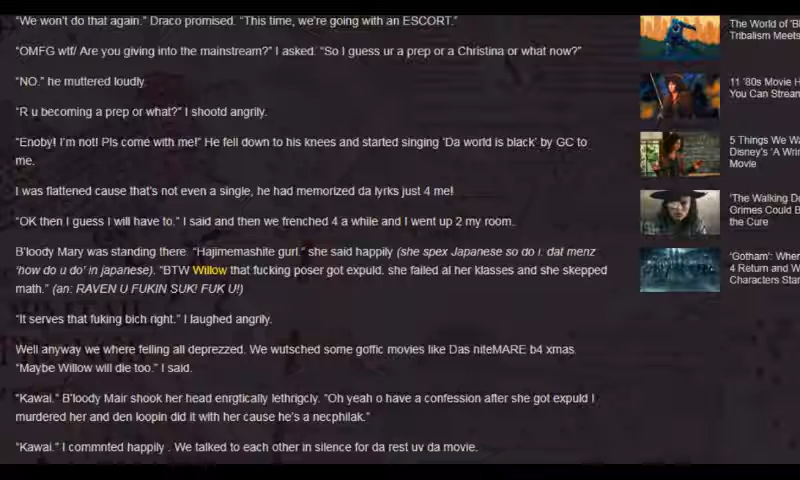 “We won’t do that again.” Draco promised. “This time, we’re going with an ESCORT.”
“OMFG wtf/ Are you giving into the mainstream?” I asked. “So I guess ur a prep or a Christina or what now?”
“NO.” he muttered loudly.
“R u becoming a prep or what?” I shootd angrily.
“Enoby! I’m not! Pls come with me!” He fell down to his knees and started singing ‘Da world is black’ by GC to
me.
I was flattened cause that’s not even a single, he had memorized da lyrks just 4 me!
“OK then I guess I will have to.” I said and then we frenched 4 a while and I went up 2 my room.
B’loody Mary was standing there. “Hajimemashite gurl.” she said happily (she spex Japanese so do i. dat menz
‘how do u do’ in japanese). “BTW Willow that fucking poser got expuld. she failed al her klasses and she skepped
math.” (an: RAVEN U FUKIN SUK! FUK U!)
“It serves that fuking bich right.” I laughed angrily.
Well anyway we where felling all deprezzed. We wutsched some goffic movies like Das niteMARE b4 xmas.
“Maybe Willow will die too.” I said.
“Kawai.” B’loody Mair shook her head enrgtically lethrigcly. “Oh yeah o have a confession after she got expuld I
murdered her and den loopin did it with her cause he’s a necphilak.”
“Kawai.” I commnted happily . We talked to each other in silence for da rest uv da movie.
The World of 'Bl
Tribalism Meets
11 '80s Movie H
You Can Stream
5 Things We Wa
Disney's 'A Wrin
Movie
'The Walking De
Grimes Could B
the Cure
'Gotham': Wher
4 Return and W
Characters Star